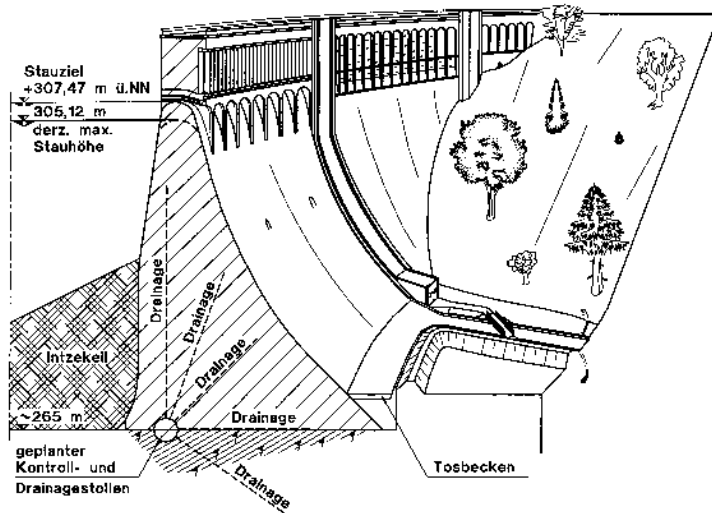 Stauziel
+307,47 m ü.NN
305,12 m
derz. max.
Stauhöhe
Drainage
Drainage
Drainage
Intzekeil
~265 m
Drainage
geplanter
Kontroll- und
Drainagestollen
Drainage
Tosbecken